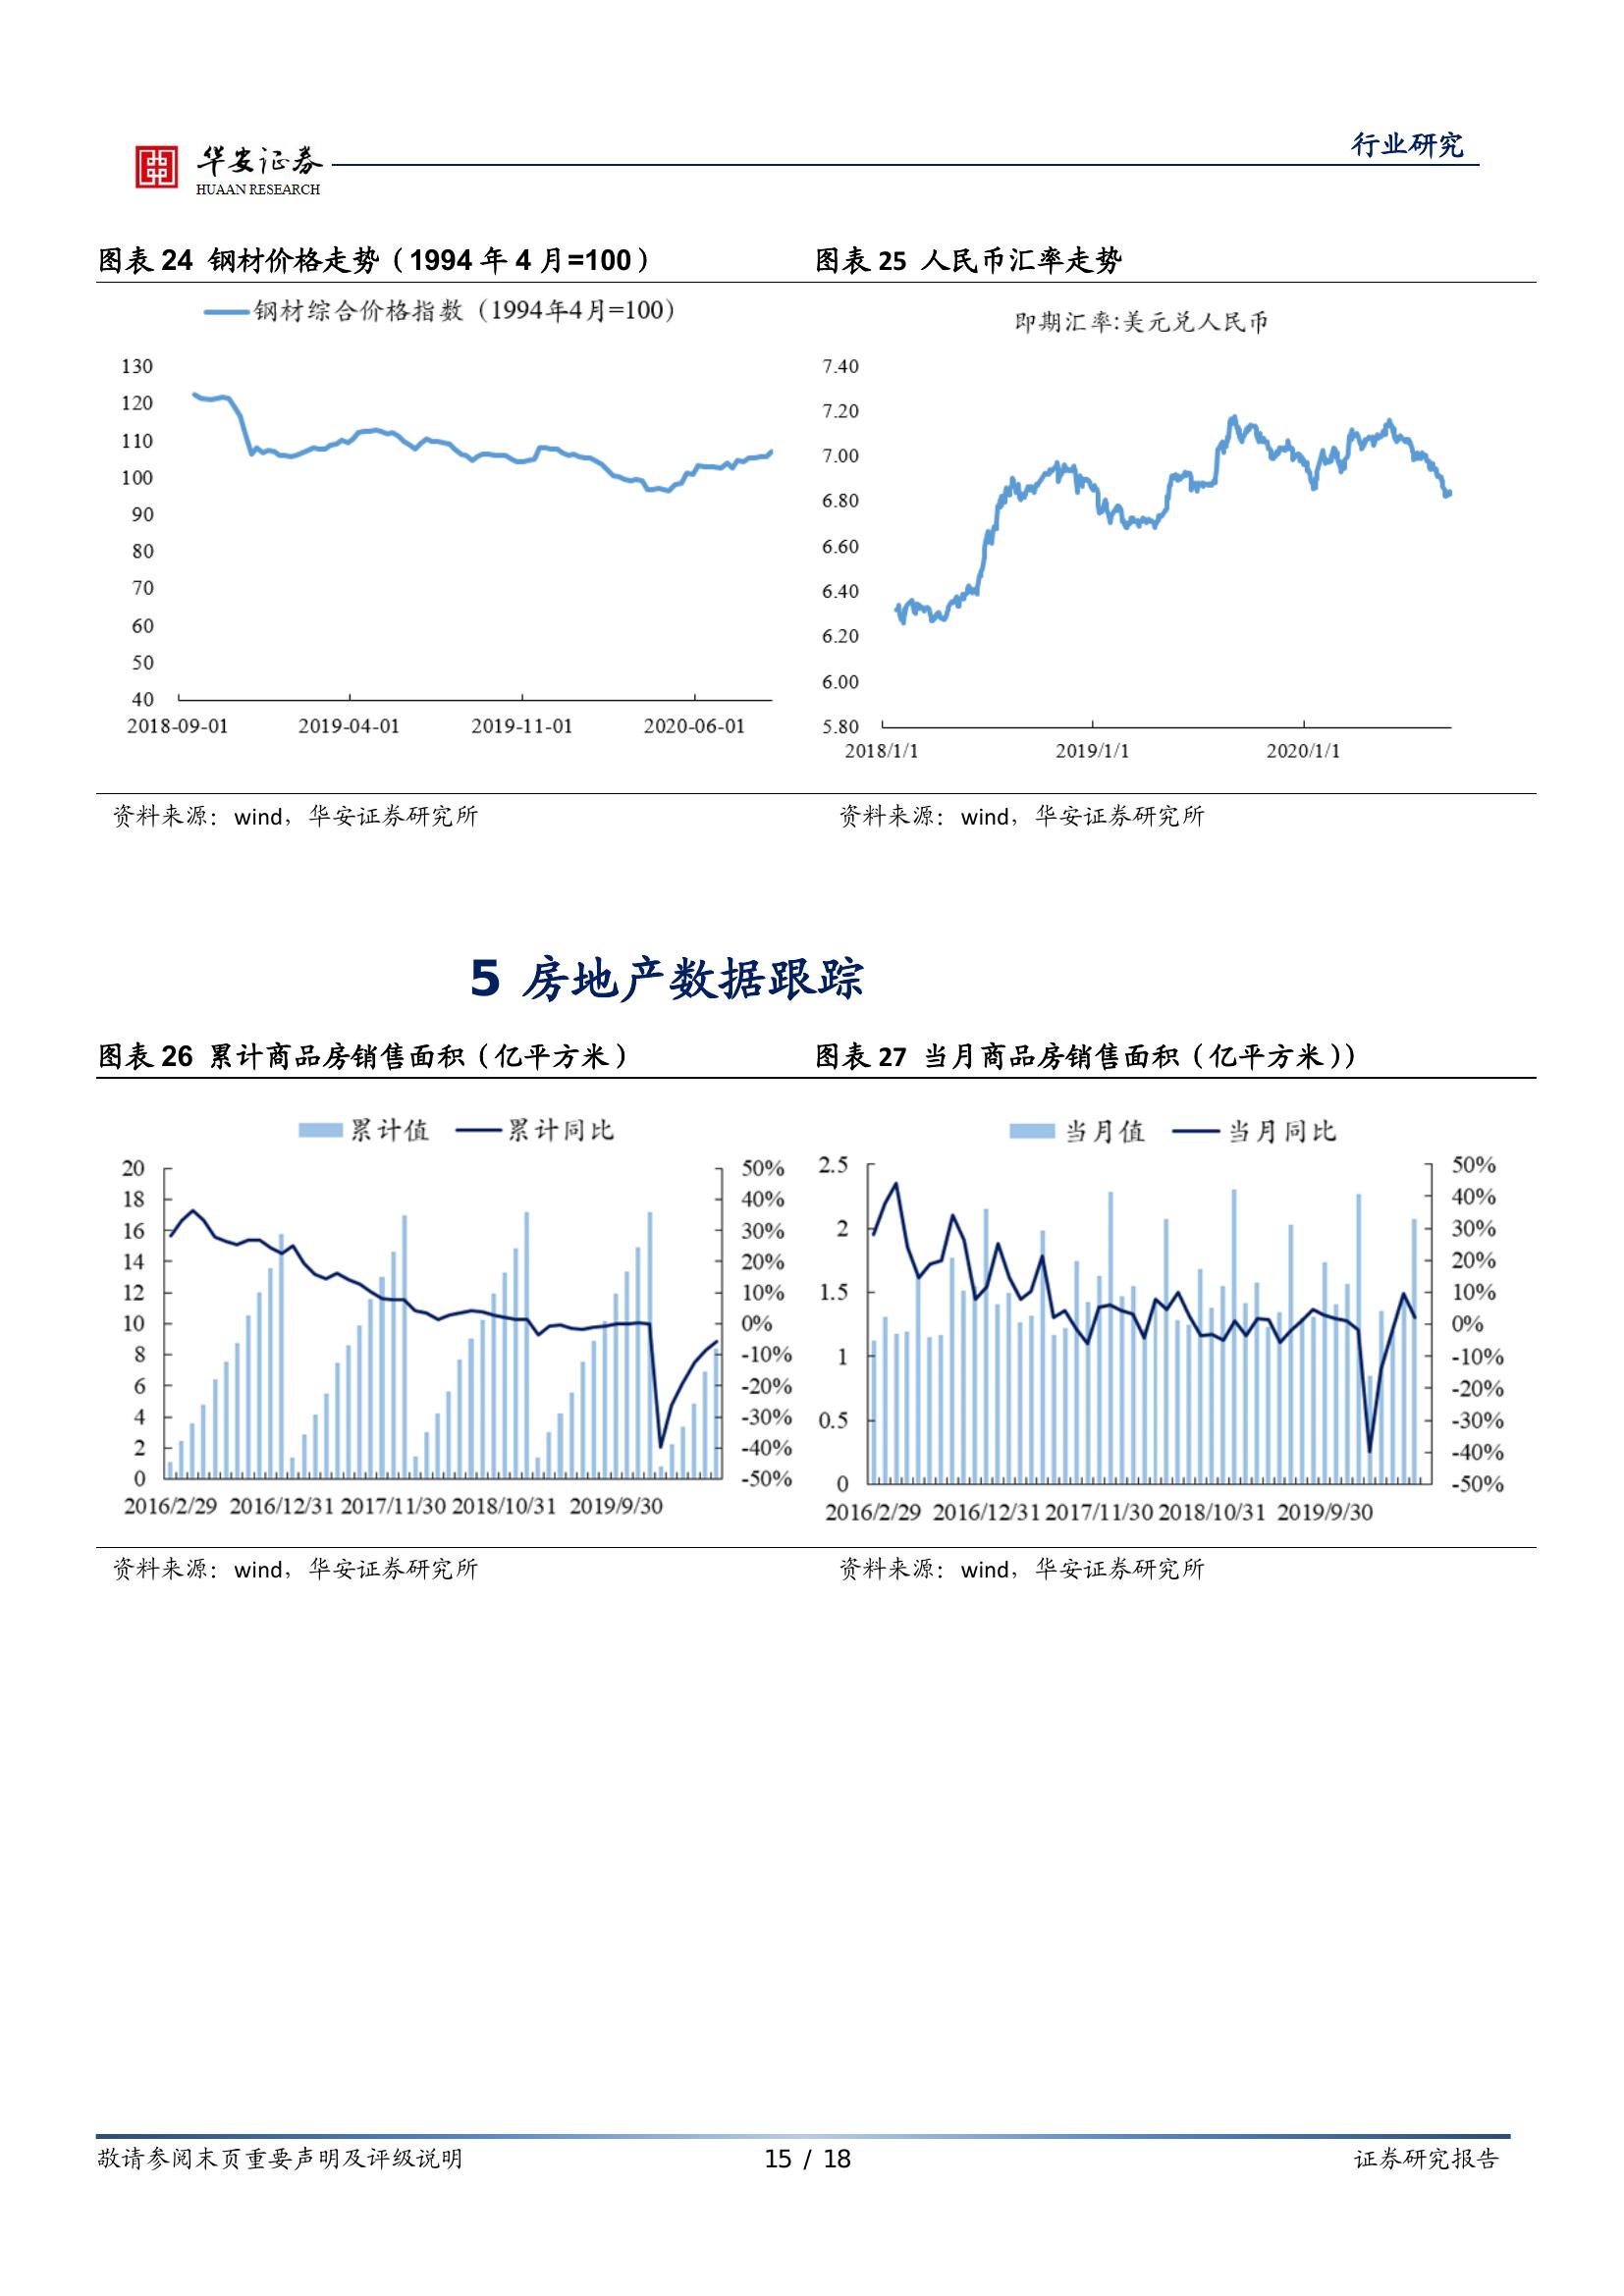 行业研究
华安证券
HUAAN RESEARCH
图表 24 钢材价格走势（1994 年 4 月=100）
钢材综合价格指数（1994年4月=100）
130
120
110
100
90
80
70
60
50
40
2018-09-01 2019-04-01 2019-11-01 2020-06-01
资料来源：wind，华安证券研究所
图表 25 人民币汇率走势
即期汇率:美元兑人民币
7.40
7.20
7.00
6.80
6.60
6.40
6.20
6.00
5.80
2018/1/1 2019/1/1 2020/1/1
资料来源：wind，华安证券研究所
5 房地产数据跟踪
图表 26 累计商品房销售面积（亿平方米）
累计值 累计同比
20 50%
18 40%
16 30%
14 20%
12 10%
10 0%
8 -10%
6 -20%
4 -30%
2 -40%
0 -50%
2016/2/29 2016/12/31 2017/11/30 2018/10/31 2019/9/30
资料来源：wind，华安证券研究所
图表 27 当月商品房销售面积（亿平方米））
当月值 当月同比
2.5
2
1.5
1
0.5
0
50%
40%
30%
20%
10%
0%
-10%
-20%
-30%
-40%
-50%
2016/2/29 2016/12/31 2017/11/30 2018/10/31 2019/9/30
资料来源：wind，华安证券研究所
敬请参阅末页重要声明及评级说明 15 / 18 证券研究报告